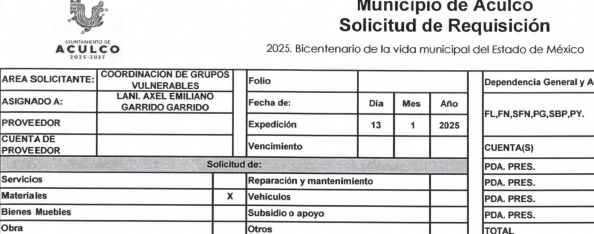 Municipio de Aculco
Solicitud de Requisición
AYUNTAMIENTO DE
ACULCO
2025-2027
2025. Bicentenario de la vida municipal del Estado de México
AREA SOLICITANTE: COORDINACION DE GRUPOS VULNERABLES Folio Dependencia General y A
ASIGNADO A: LANI. AXEL EMILIANO GARRIDO GARRIDO Fecha de: Día Mes Año FL,FN,SFN,PG,SBP,PY.
PROVEEDOR Expedición 13 1 2025
CUENTA DE PROVEEDOR Vencimiento CUENTA(S)
Solicitud de: PDA. PRES.
Servicios Reparación y mantenimiento PDA. PRES.
Materiales X Vehículos PDA. PRES.
Bienes Muebles Subsidio o apoyo PDA. PRES.
Obra Otros TOTAL